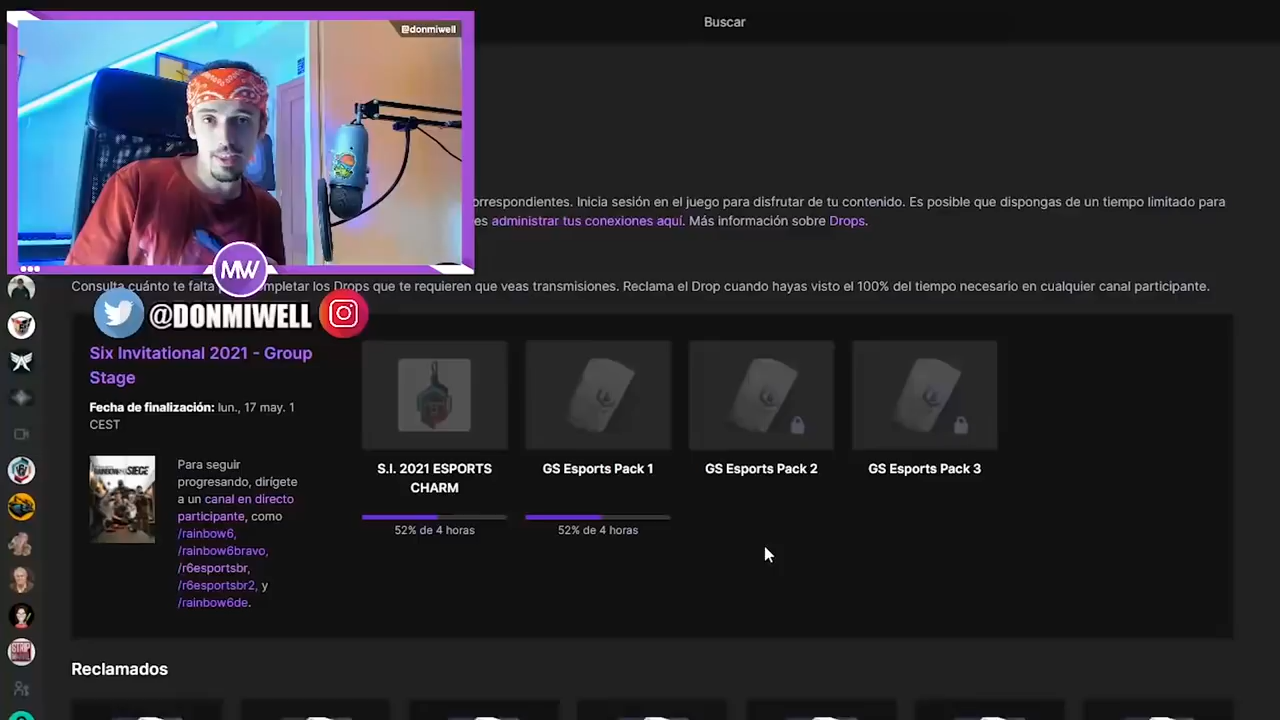 Buscar
@donmiwell
orrespondientes. Inicia sesión en el juego para disfrutar de tu contenido. Es posible que dispongas de un tiempo limitado para
es administrar tus conexiones aquí. Más información sobre Drops.
MW
Consulta cuánto te falta completar los Drops que te requieren que veas transmisiones. Reclama el Drop cuando hayas visto el 100% del tiempo necesario en cualquier canal participante.
@DONMIWELL
Six Invitational 2021 - Group
Stage
Fecha de finalización: lun., 17 may. 1
CEST
SIEGE
Para seguir
progresando, dirígete
a un canal en directo
participante, como
/rainbow6,
/rainbow6bravo,
/r6esportsbr,
/r6esportsbr2, y
/rainbow6de.
S.I. 2021 ESPORTS
CHARM
52% de 4 horas
GS Esports Pack 1
52% de 4 horas
GS Esports Pack 2
GS Esports Pack 3
Reclamados